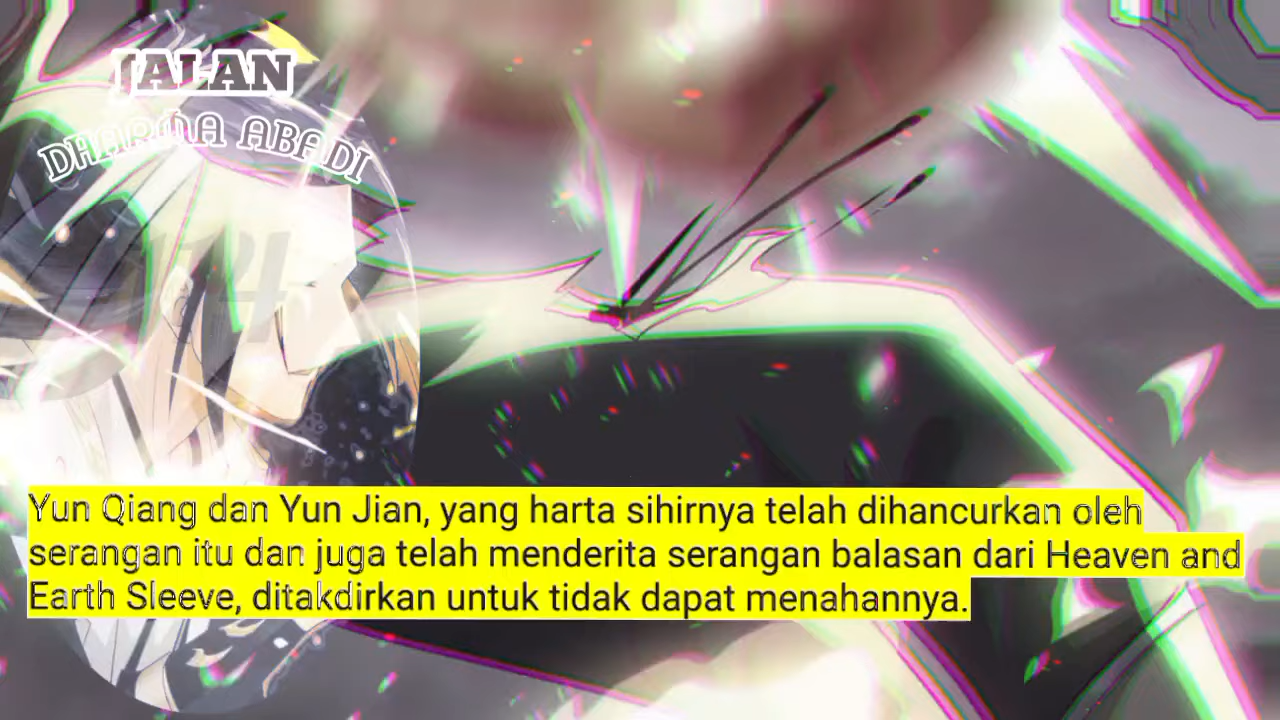 JALAN
DHARMA ABADI
Yun Qiang dan Yun Jian, yang harta sihirnya telah dihancurkan oleh
serangan itu dan juga telah menderita serangan balasan dari Heaven and
Earth Sleeve, ditakdirkan untuk tidak dapat menahannya.